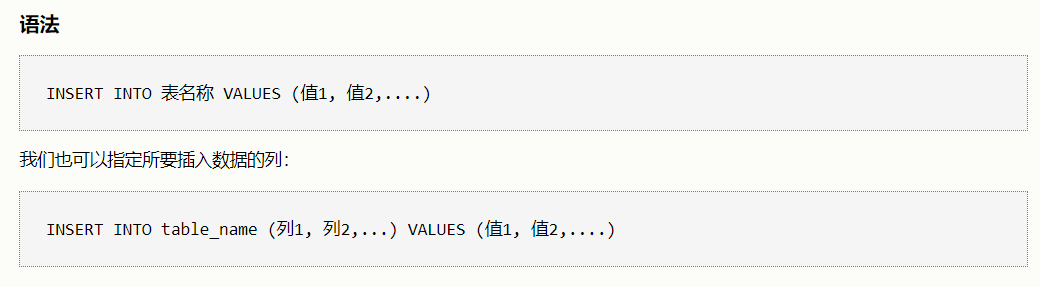 语法
INSERT INTO 表名称 VALUES (值1, 值2,....)
我们也可以指定所要插入数据的列：
INSERT INTO table_name (列1, 列2,...) VALUES (值1, 值2,....)